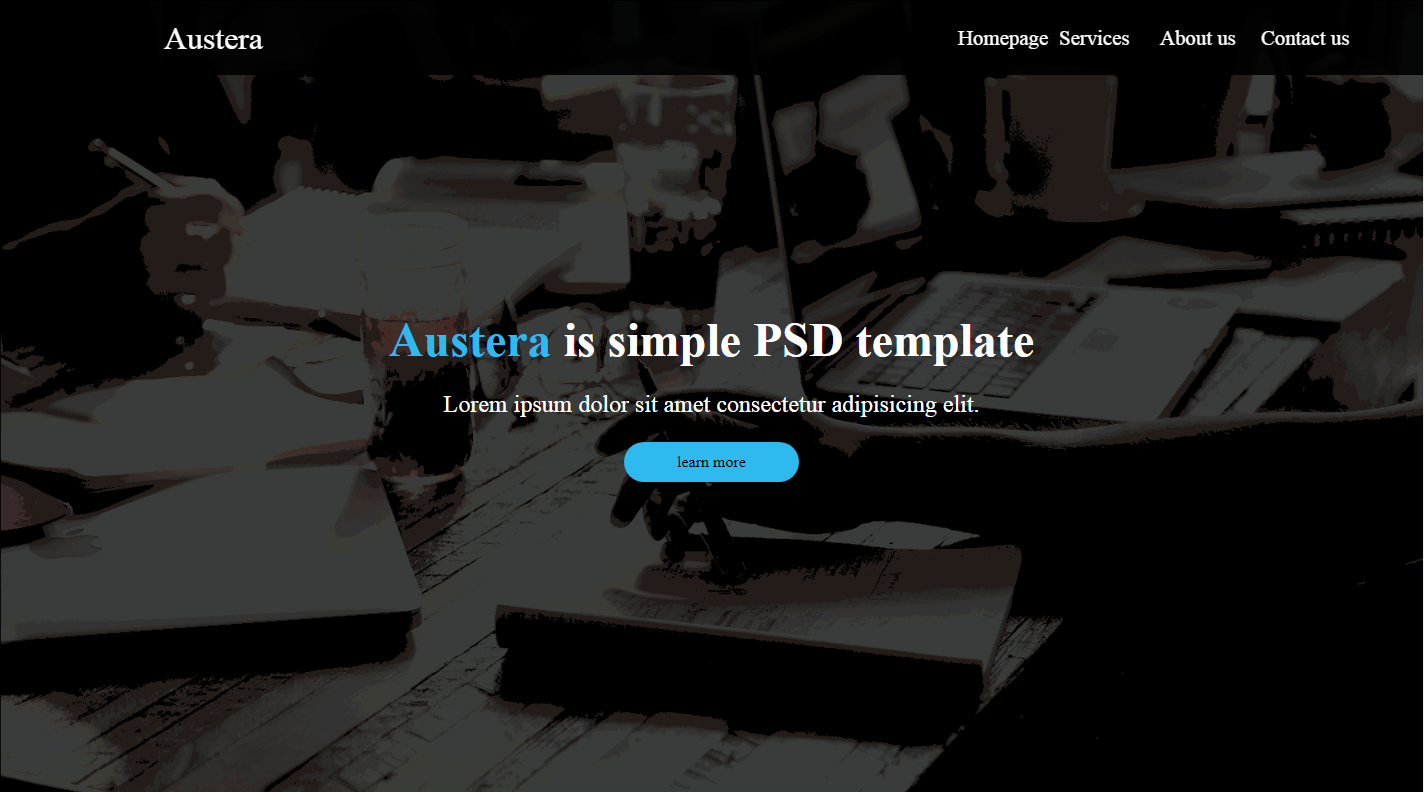 Austera
Homepage Services About us Contact us
Austera is simple PSD template
Lorem ipsum dolor sit amet consectetur adipisicing elit.
learn more